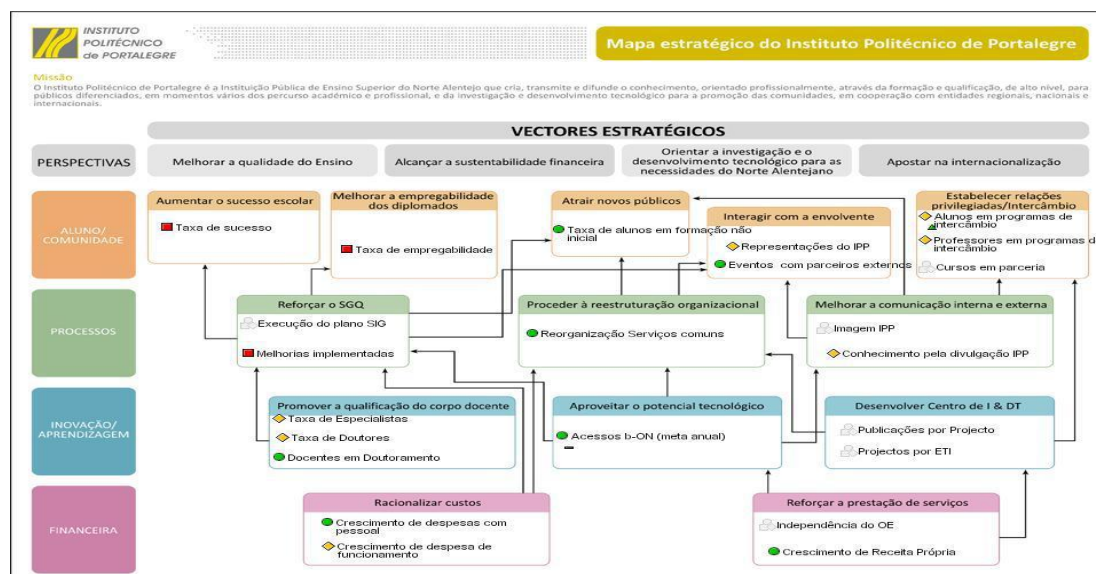 INSTITUTO
POLITÉCNICO
de PORTALEGRE
Mapa estratégico do Instituto Politécnico de Portalegre
Missão
O Instituto Politécnico de Portalegre é a Instituição Pública de Ensino Superior do Norte Alentejo que cria, transmite e difunde o conhecimento, orientado profissionalmente, através da formação e qualificação, de alto nível, para
públicos diferenciados, em momentos vários dos percurso académico e profissional, e da investigação e desenvolvimento tecnológico para a promoção das comunidades, em cooperação com entidades regionais, nacionais e
internacionais.
VECTORES ESTRATÉGICOS
PERSPECTIVAS
Melhorar a qualidade do Ensino
Alcançar a sustentabilidade financeira
Orientar a investigação e o
desenvolvimento tecnológico para as
necessidades do Norte Alentejano
Apostar na internacionalização
ALUNO/
COMUNIDADE
Aumentar o sucesso escolar
Taxa de sucesso
Melhorar a empregabilidade
dos diplomados
Taxa de empregabilidade
Atrair novos públicos
Taxa de alunos em formação não
inicial
Interagir com a envolvente
Representações do IPP
Eventos com parceiros externos
Estabelecer relações
privilegiadas/Intercâmbio
Alunos em programas de
intercâmbio
Professores em programas d
intercâmbio
Cursos em parceria
PROCESSOS
Reforçar o SGQ
Execução do plano SIG
Melhorias implementadas
Proceder à reestruturação organizacional
Reorganização Serviços comuns
Melhorar a comunicação interna e externa
Imagem IPP
Conhecimento pela divulgação IPP
INOVAÇÃO/
APRENDIZAGEM
Promover a qualificação do corpo docente
Taxa de Especialistas
Taxa de Doutores
Docentes em Doutoramento
Aproveitar o potencial tecnológico
Acessos b-ON (meta anual)
Desenvolver Centro de I & DT
Publicações por Projecto
Projectos por ETI
FINANCEIRA
Racionalizar custos
Crescimento de despesas com
pessoal
Crescimento de despesa de
funcionamento
Reforçar a prestação de serviços
Independência do OE
Crescimento de Receita Própria